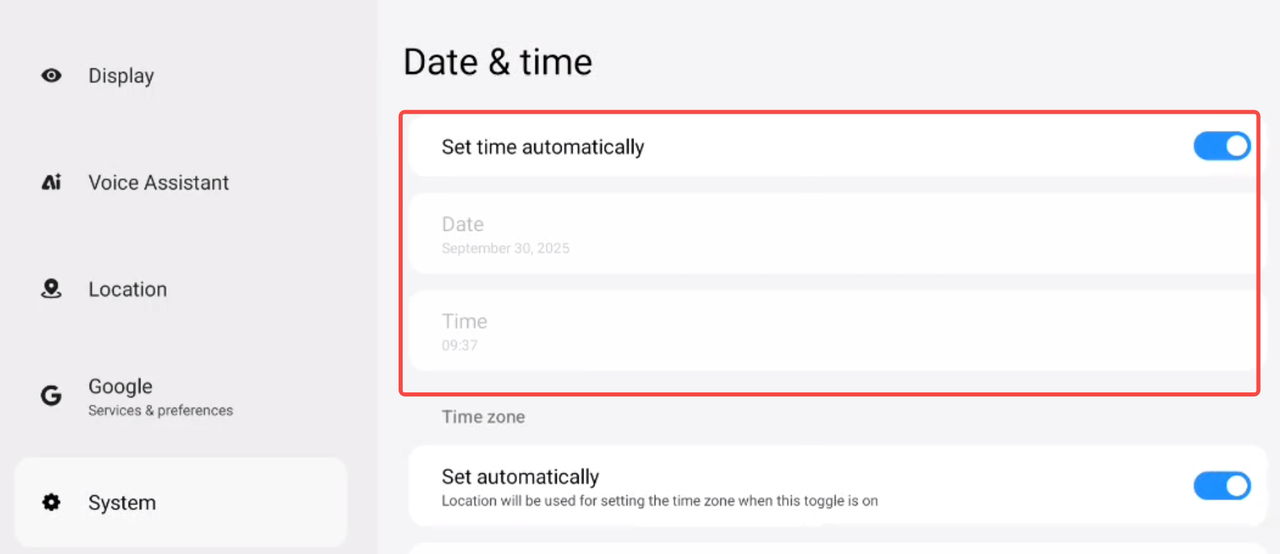 Display
Voice Assistant
Location
Google
Services & preferences
System
Date & time
Set time automatically
Date
September 30, 2025
Time
09:37
Time zone
Set automatically
Location will be used for setting the time zone when this toggle is on